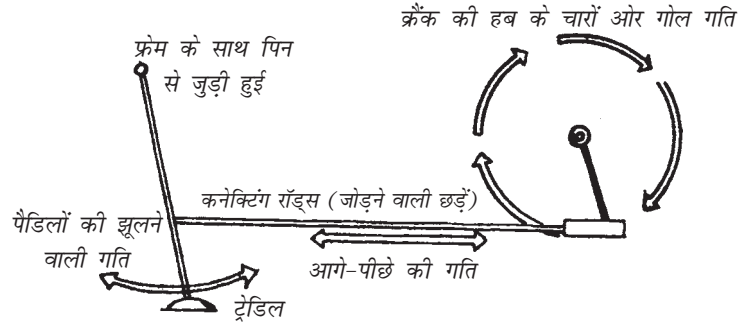 क्रैंक की हब के चारों ओर गोल गति
फ्रेम के साथ पिन
से जुड़ी हुई
कनेक्टिंग रॉड्स (जोड़ने वाली छड़ें)
पैडिलों की झूलने
वाली गति
आगे-पीछे की गति
ट्रेडिल